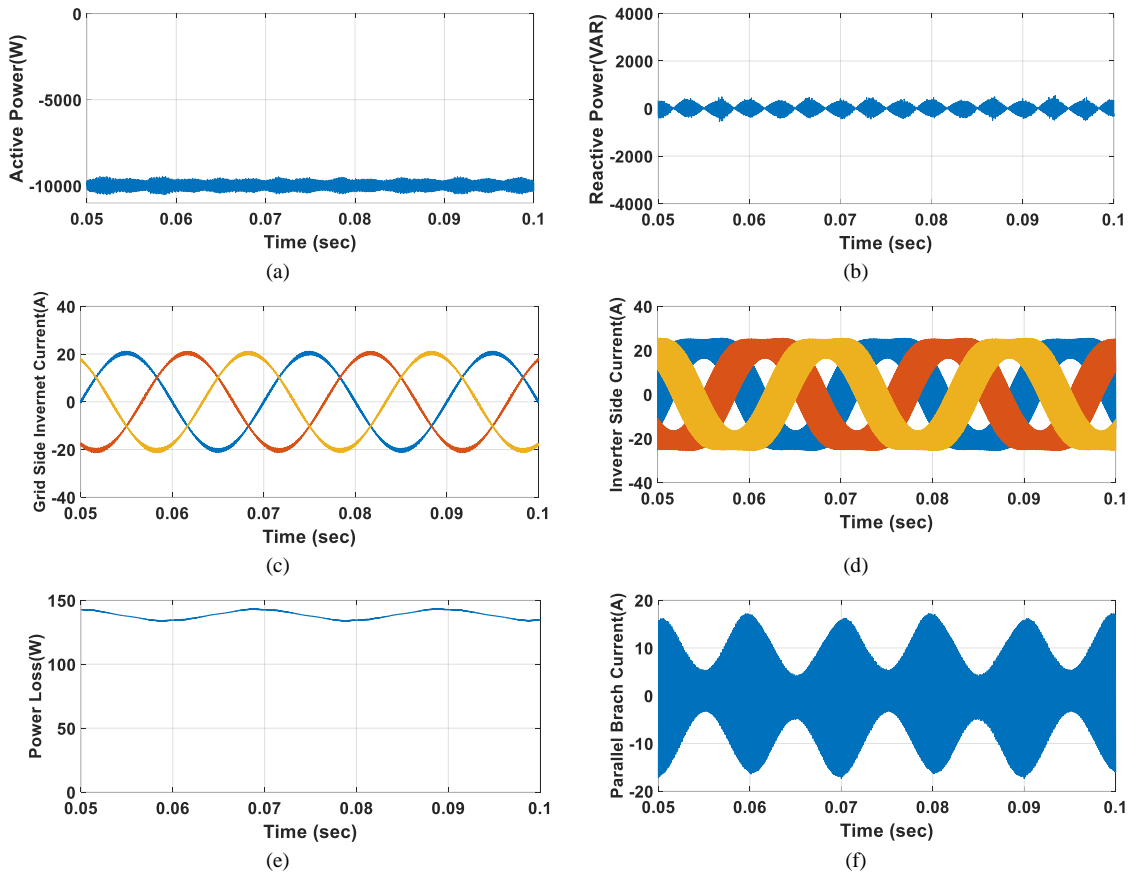 0
-5000
-10000
Active Power(W)
0.05 0.06 0.07 0.08 0.09 0.1
Time (sec)
(a)
4000
2000
0
-2000
-4000
Reactive Power(VAR)
0.05 0.06 0.07 0.08 0.09 0.1
Time (sec)
(b)
40
20
0
-20
-40
Grid Side Invernet Current(A)
0.05 0.06 0.07 0.08 0.09 0.1
Time (sec)
(c)
40
20
0
-20
-40
Inverter Side Current(A)
0.05 0.06 0.07 0.08 0.09 0.1
Time (sec)
(d)
150
100
50
0
Power Loss(W)
0.05 0.06 0.07 0.08 0.09 0.1
Time (sec)
(e)
20
10
0
-10
-20
Parallel Brach Current(A)
0.05 0.06 0.07 0.08 0.09 0.1
Time (sec)
(f)